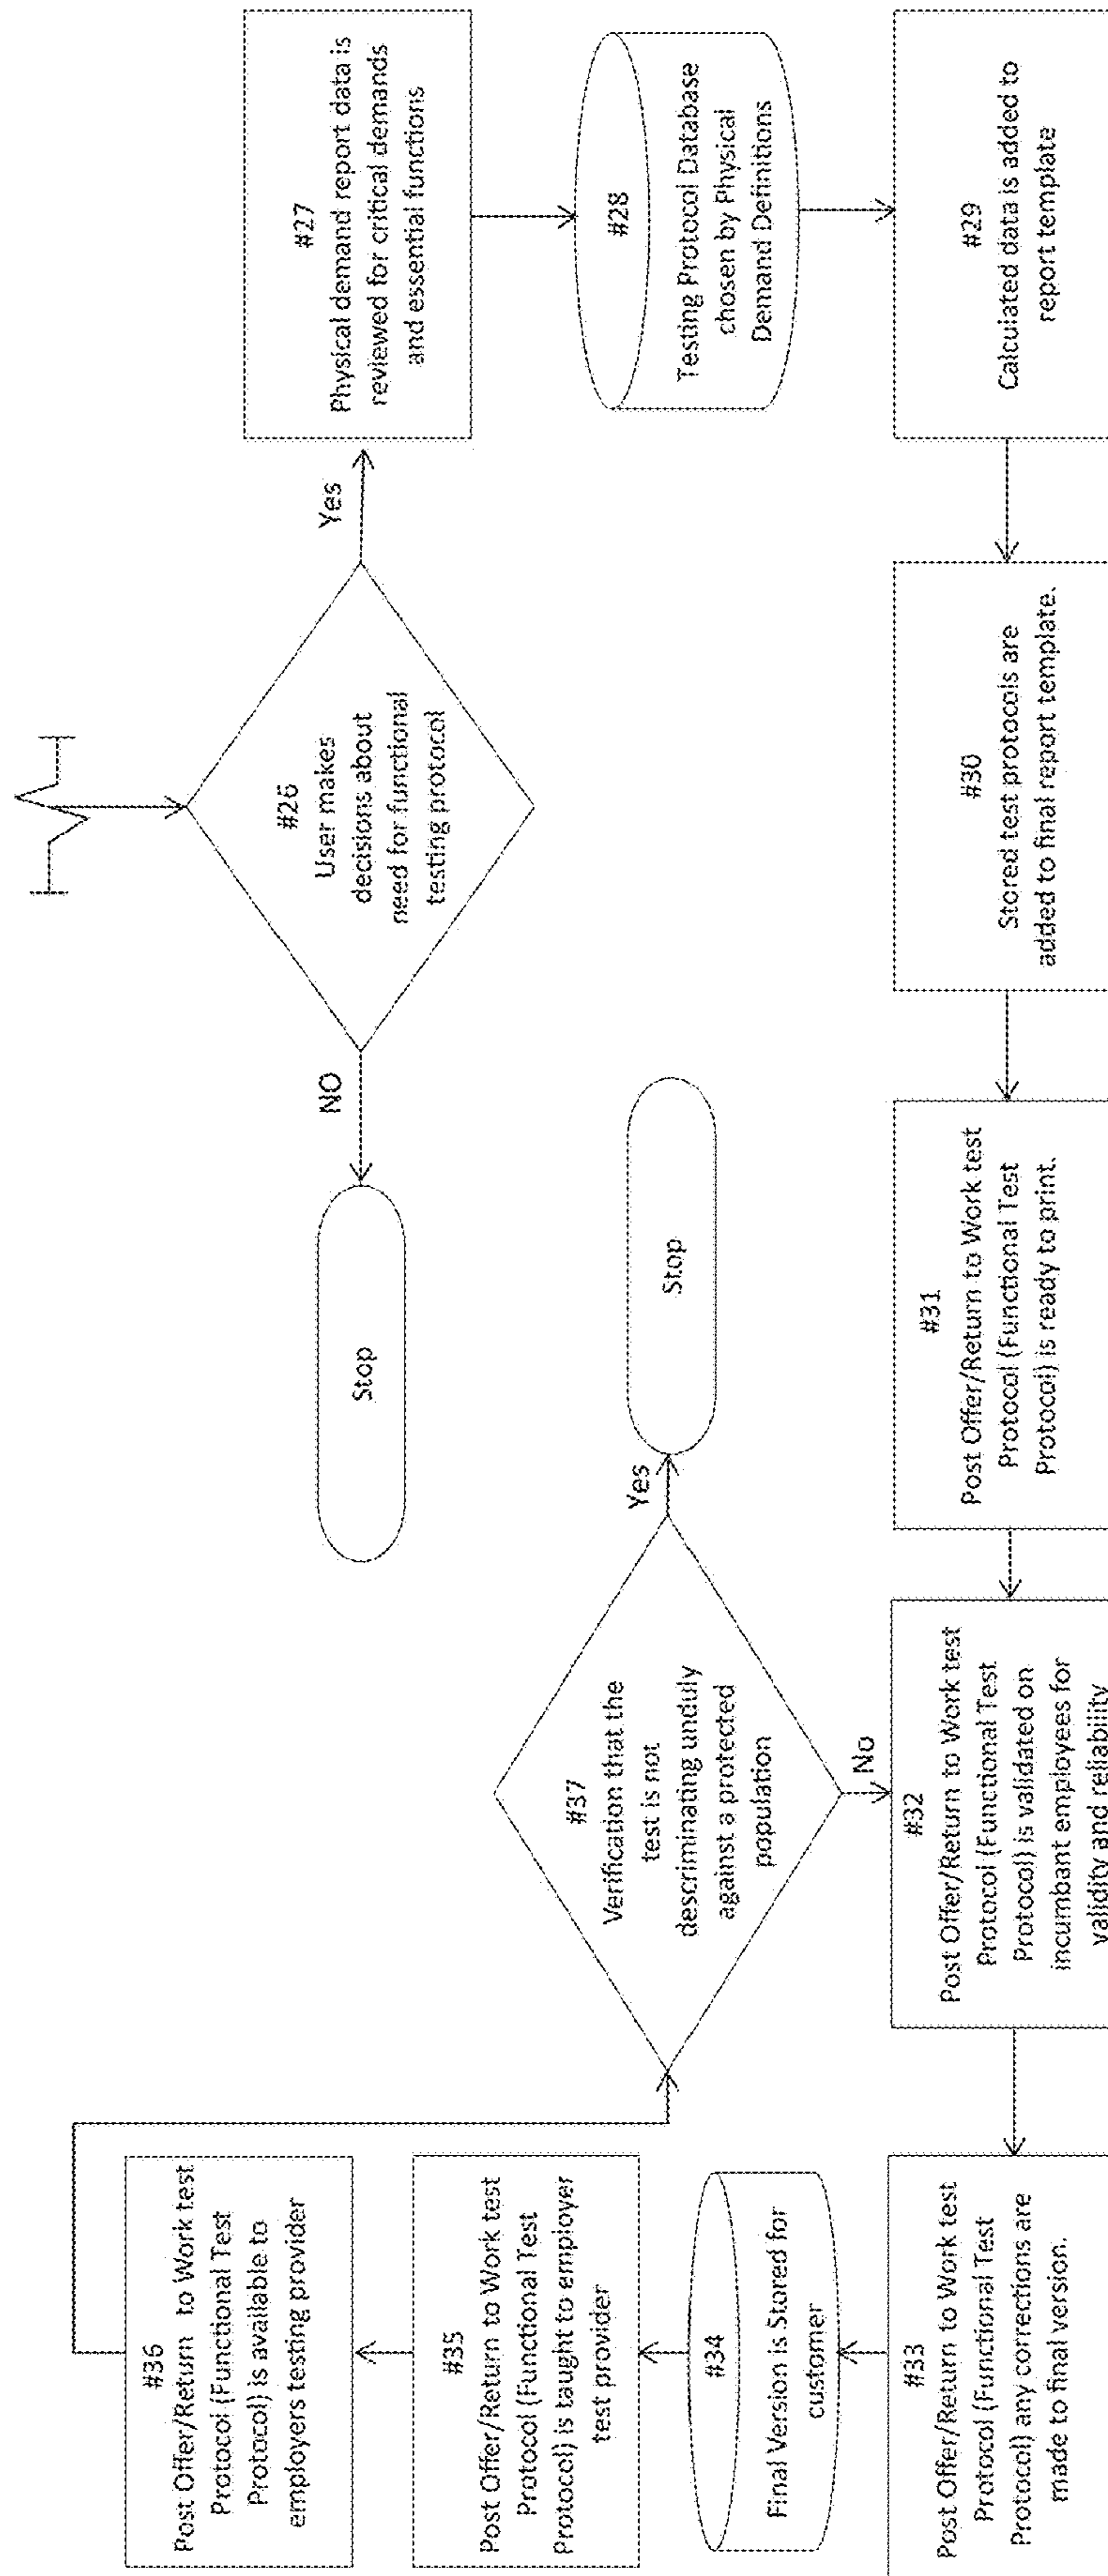 #26
User makes
decisions about
need for functional
testing protocol
NO
Stop
Yes
#27
Physical demand report data is
reviewed for critical demands
and essential functions
#28
Testing Protocol Database
chosen by Physical
Demand Definitions
#29
Calculated data is added to
report template
#30
Stored test protocols are
added to final report template.
#31
Post Offer/Return to Work test
Protocol (Functional Test
Protocol) is ready to print.
#32
Post Offer/Return to Work test
Protocol (Functional Test
Protocol) is validated on
incumbant employees for
validity and reliability
#33
Post Offer/Return to Work test
Protocol (Functional Test
Protocol) any corrections are
made to final version.
#34
Final Version is Stored for
customer
#35
Post Offer/Return to Work test
Protocol (Functional Test
Protocol) is taught to employer
test provider
#36
Post Offer/Return to Work test
Protocol (Functional Test
Protocol) is available to
employers testing provider
#37
Verification that the
test is not
descriminating unduly
against a protected
population
Yes
Stop
No